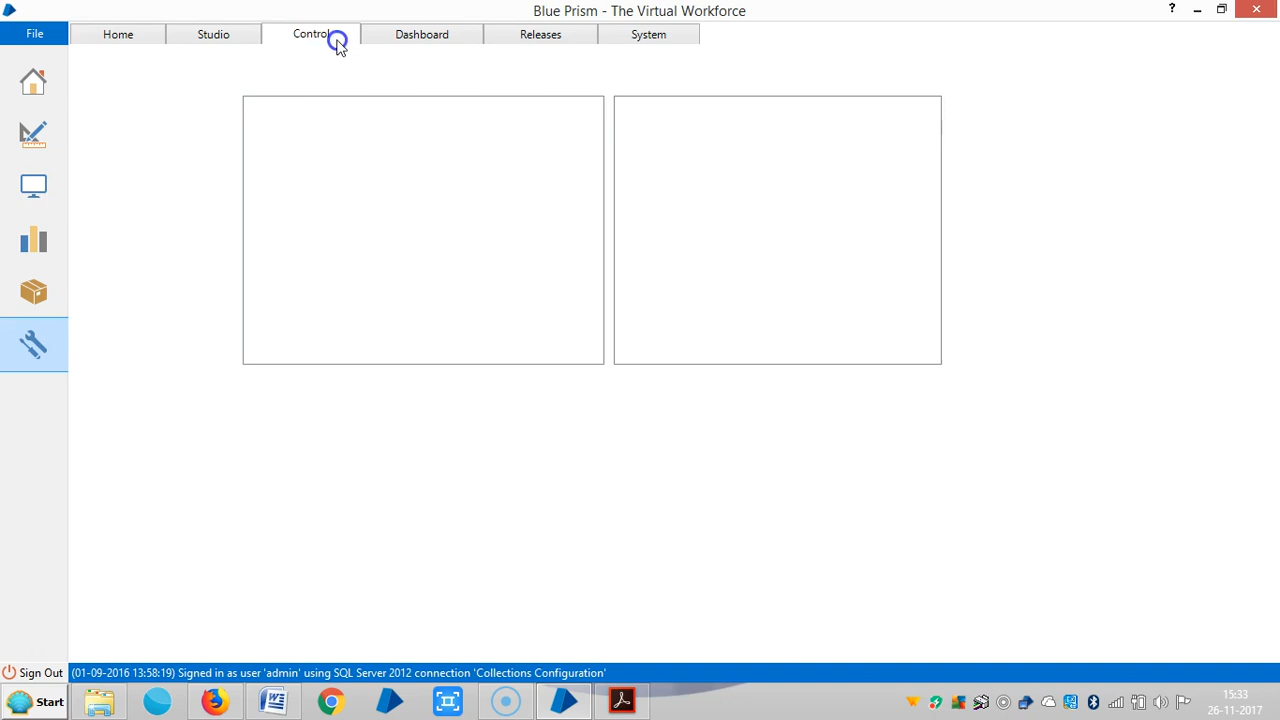 Blue Prism - The Virtual Workforce
?
File
Home
Studio
Control
Dashboard
Releases
System
Sign Out
(01-09-2016 13:58:19) Signed in as user 'admin' using SQL Server 2012 connection 'Collections Configuration'
Start
15:33
26-11-2017